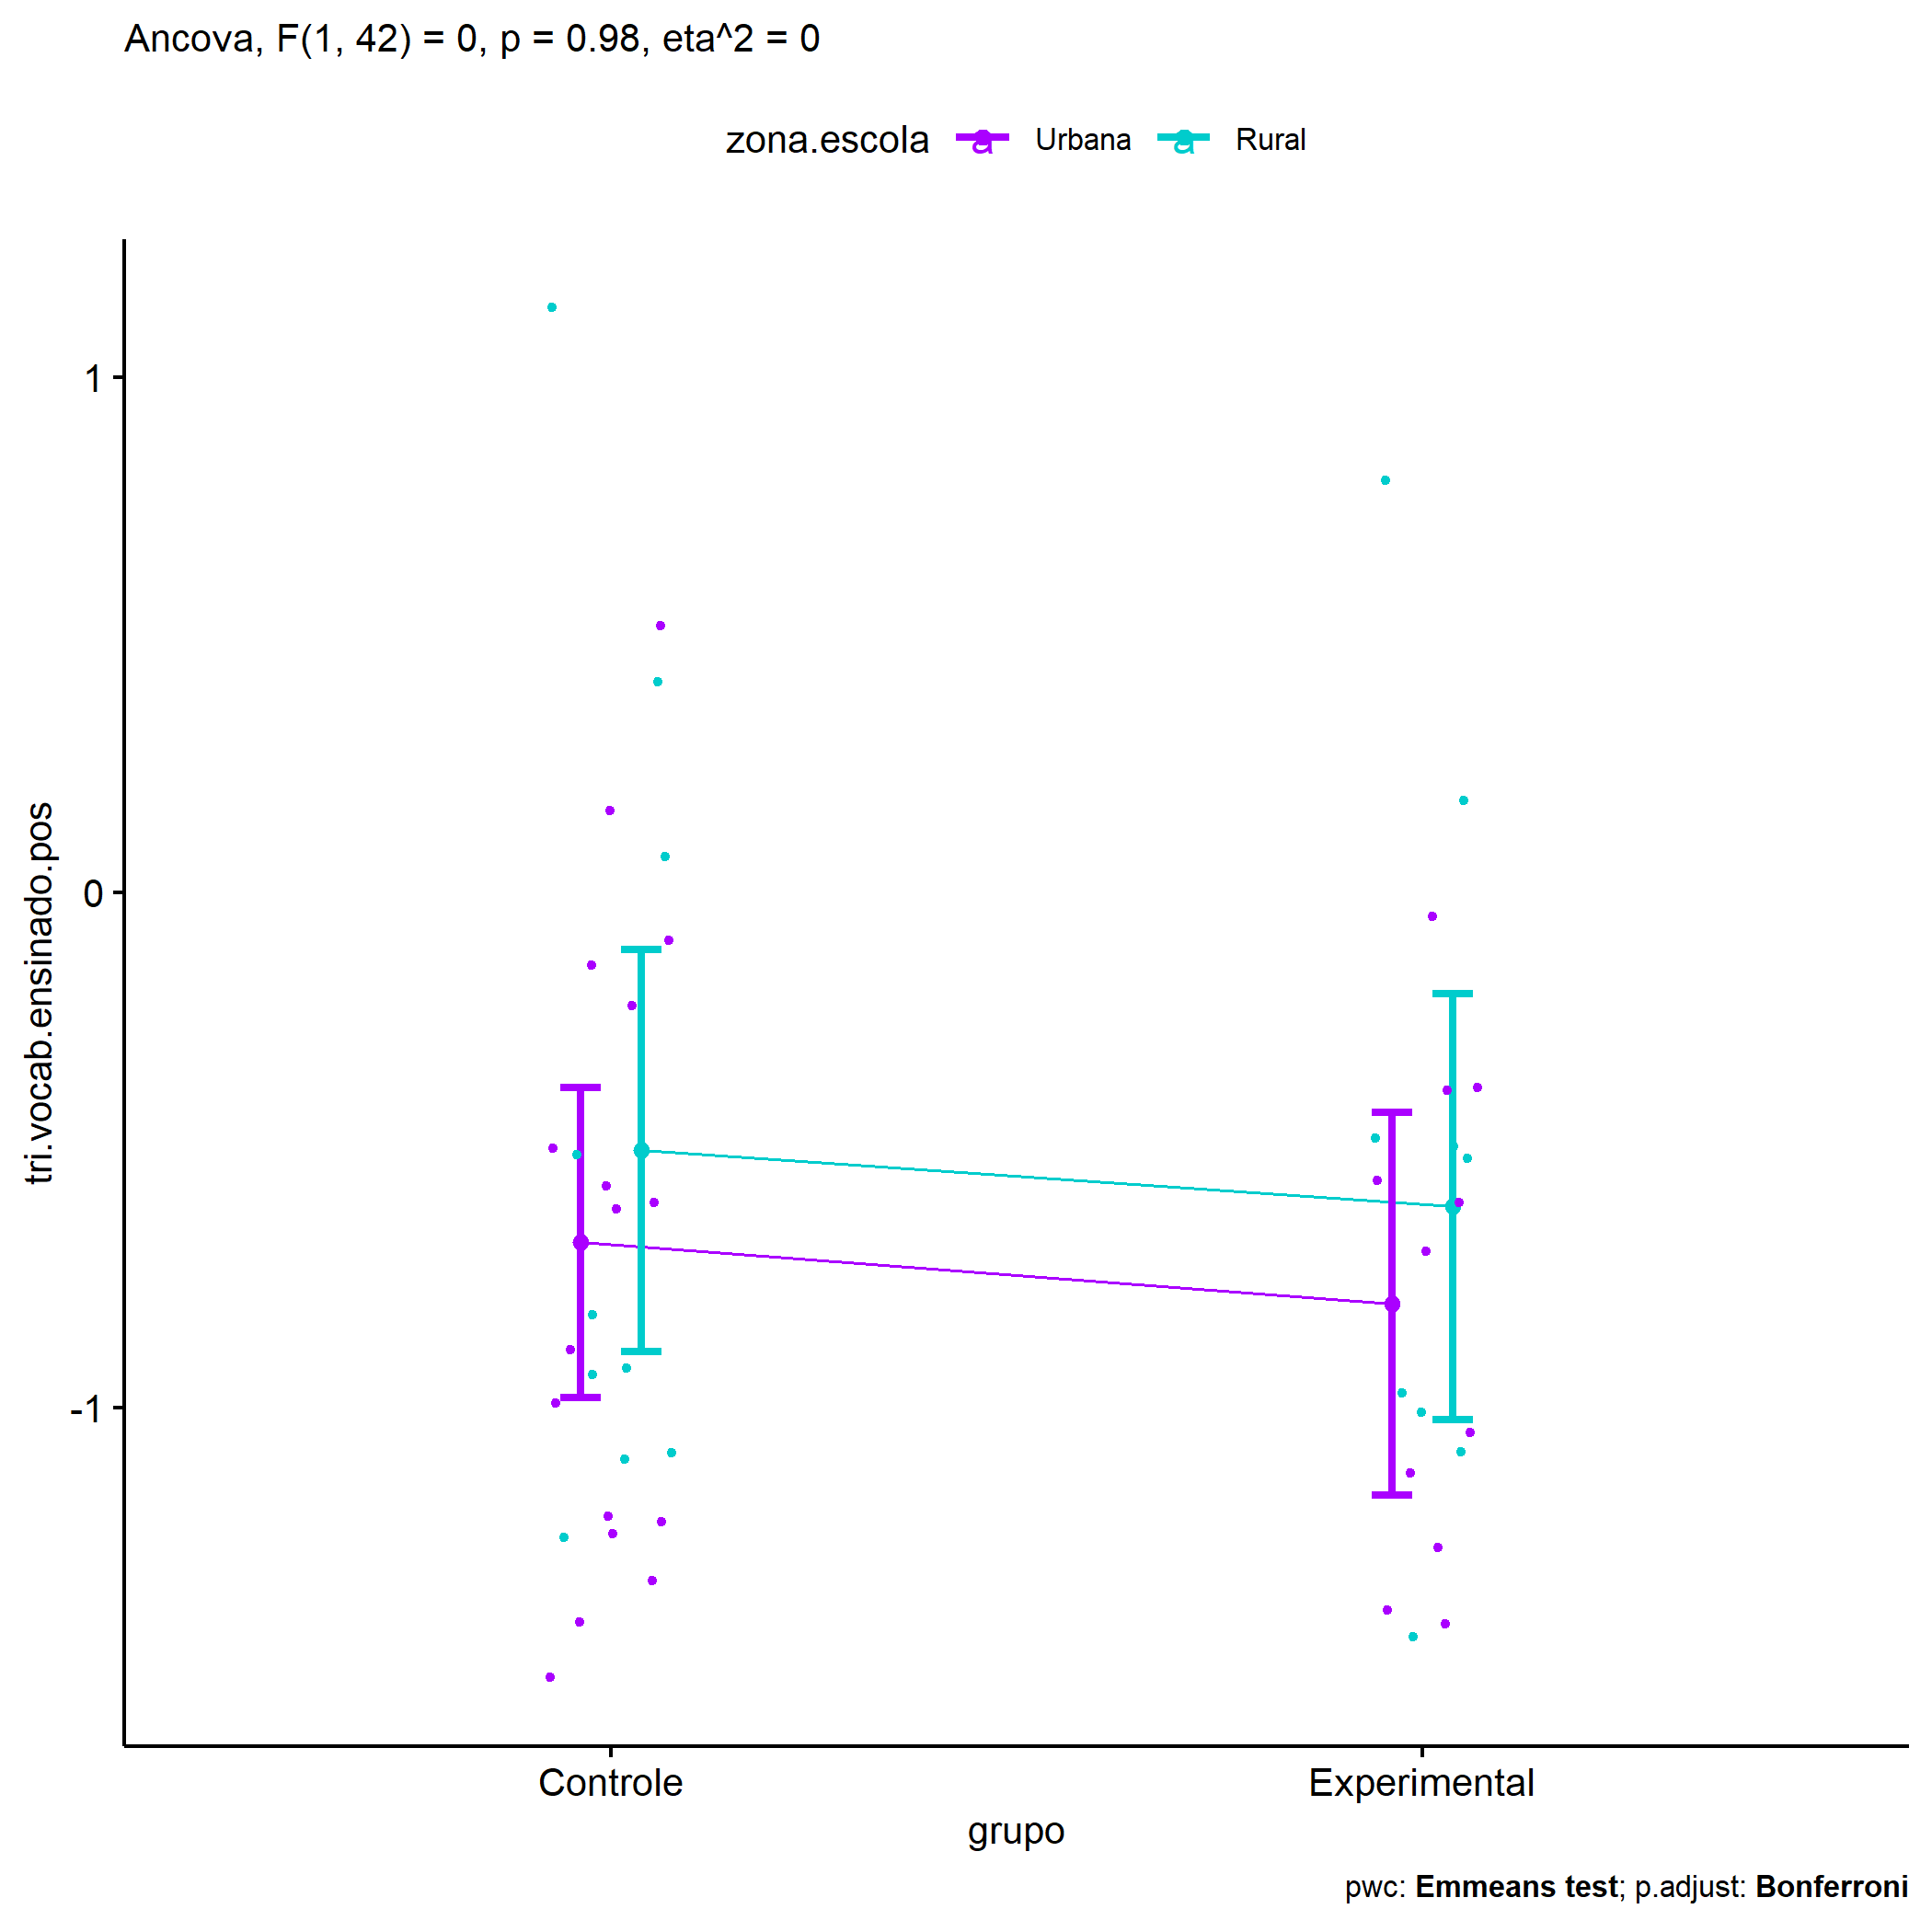 Ancova, F(1, 42) = 0, p = 0.98, eta^2 = 0
zona.escola a Urbana a Rural
tri.vocab.ensinado.pos
1
0
-1
Controle Experimental
grupo
pwc: Emmeans test; p.adjust: Bonferroni